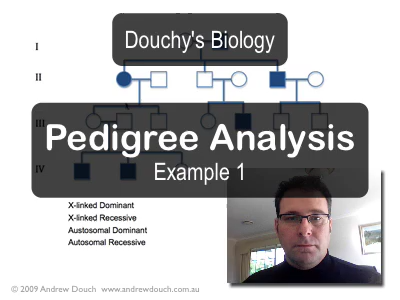 Douchy's Biology
I
II
III
Pedigree Analysis
Example 1
IV
X-linked Dominant
X-linked Recessive
Austosomal Dominant
Autosomal Recessive
© 2009 Andrew Douch www.andrewdouch.com.au